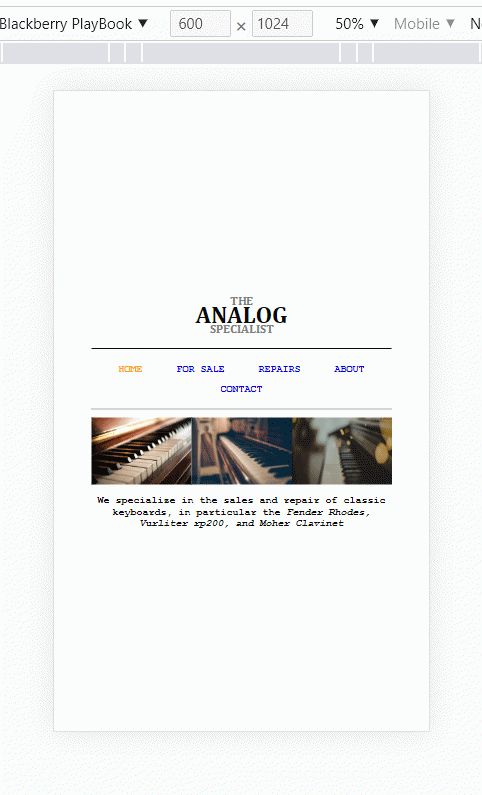 Blackberry PlayBook ▼ 600 × 1024 50% ▼ Mobile ▼
THE
ANALOG
SPECIALIST
HOME FOR SALE REPAIRS ABOUT
CONTACT
We specialize in the sales and repair of classic
keyboards, in particular the Fender Rhodes,
Vurliter rp200, and Moher Clavinet